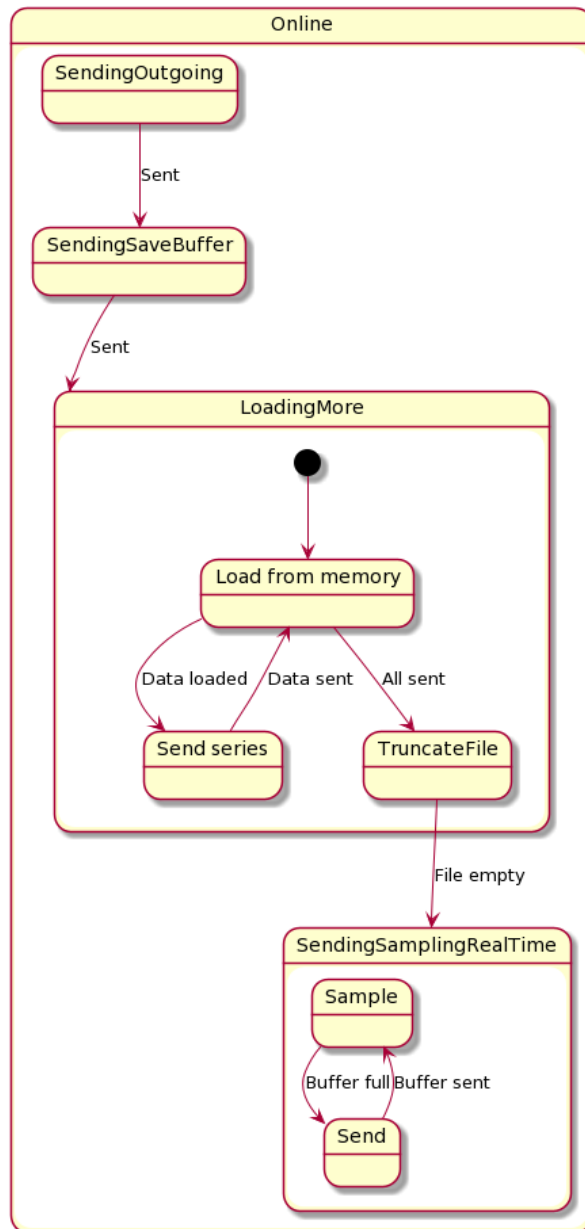 Online
SendingOutgoing
Sent
SendingSaveBuffer
Sent
LoadingMore
Load from memory
Data loaded
Data sent
All sent
Send series
TruncateFile
File empty
SendingSamplingRealTime
Sample
Buffer full
Buffer sent
Send